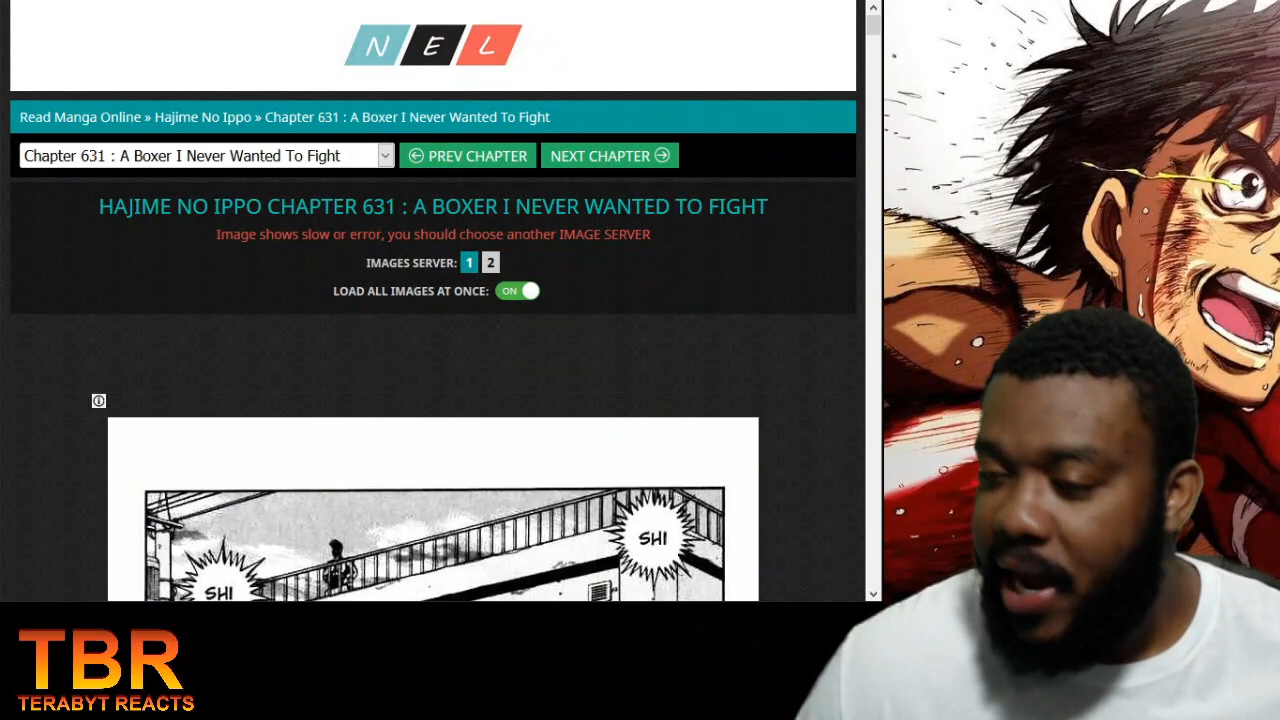 N E L
Read Manga Online » Hajime No Ippo » Chapter 631 : A Boxer I Never Wanted To Fight
Chapter 631 : A Boxer I Never Wanted To Fight PREV CHAPTER NEXT CHAPTER
HAJIME NO IPPO CHAPTER 631 : A BOXER I NEVER WANTED TO FIGHT
Image shows slow or error, you should choose another IMAGE SERVER
IMAGES SERVER: 1 2
LOAD ALL IMAGES AT ONCE: ON
SHI
SHI
TBR
TERABYT REACTS